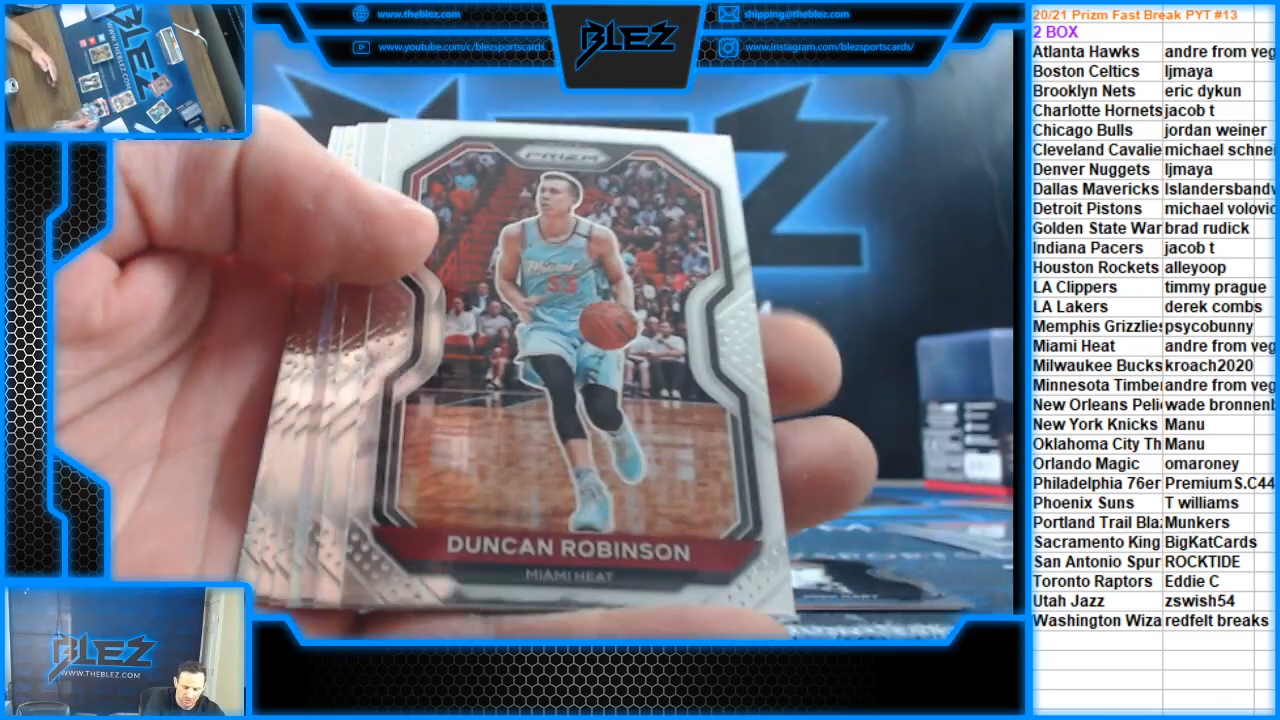 www.theblez.com
www.youtube.com/c/blezsportscards
BLEZ
shipping@theblez.com
www.instagram.com/blezsportscards/
BLEZ
PRIZM
Miami
55
DUNCAN ROBINSON
MIAMI HEAT
BLEZ
WWW.THEBLEZ.COM
20/21 Prizm Fast Break PYT #13
2 BOX
Atlanta Hawks andre from veg
Boston Celtics ljmaya
Brooklyn Nets eric dykun
Charlotte Hornets jacob t
Chicago Bulls jordan weiner
Cleveland Cavalie michael schnei
Denver Nuggets ljmaya
Dallas Mavericks Islandersbandw
Detroit Pistons michael volovic
Golden State War brad rudick
Indiana Pacers jacob t
Houston Rockets alleyoop
LA Clippers timmy prague
LA Lakers derek combs
Memphis Grizzlies psycobunny
Miami Heat andre from veg
Milwaukee Bucks kroach2020
Minnesota Timbe andre from veg
New Orleans Peli wade bronnenb
New York Knicks Manu
Oklahoma City Th Manu
Orlando Magic omaroney
Philadelphia 76er PremiumS.C44
Phoenix Suns T williams
Portland Trail Bla Munkers
Sacramento King BigKatCards
San Antonio Spur ROCKTIDE
Toronto Raptors Eddie C
Utah Jazz zswish54
Washington Wiza redfelt breaks